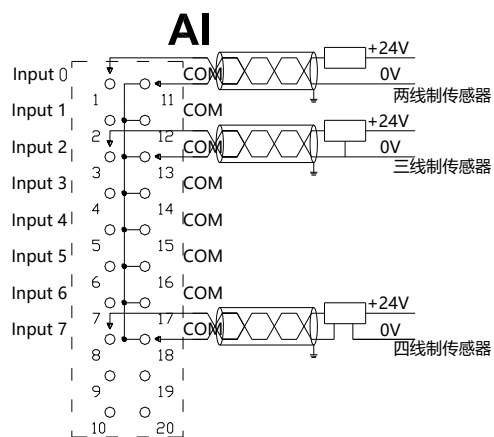 AI
+24V
Input 0
COM
0V
1
11
两线制传感器
Input 1
COM
+24V
2
12
Input 2
COM
0V
3
13
三线制传感器
Input 3
COM
4
14
Input 4
COM
5
15
Input 5
COM
6
16
Input 6
COM
+24V
7
17
Input 7
COM
0V
8
18
四线制传感器
9
19
10
20